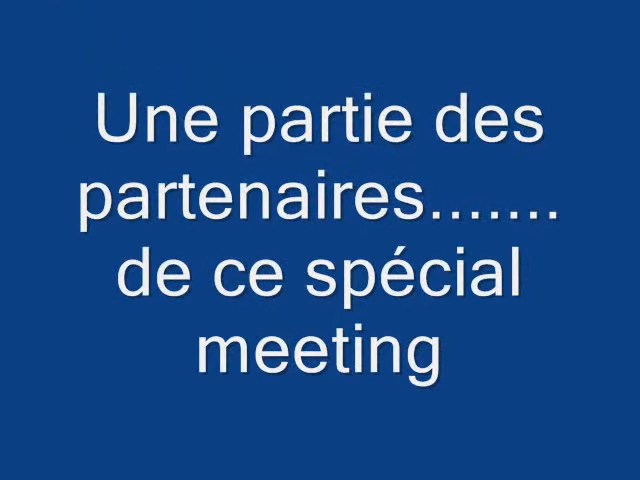 Une partie des
partenaires.......
de ce spécial
meeting